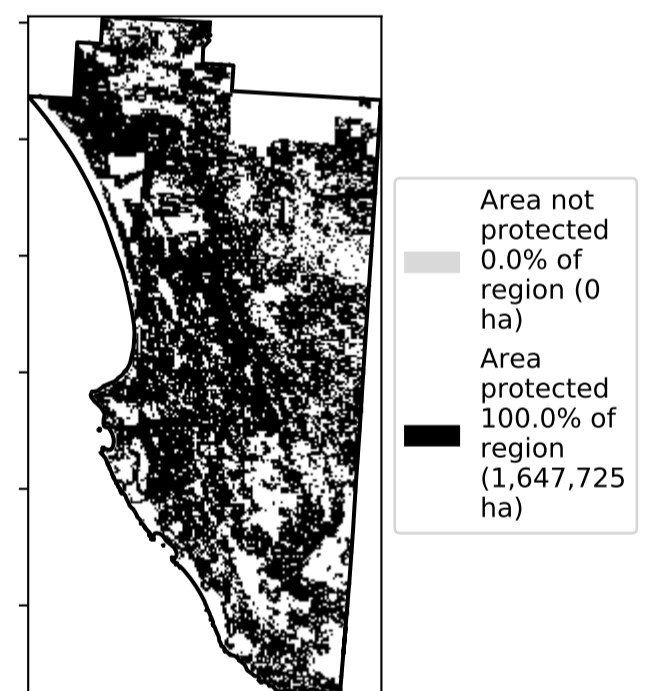 Area not
protected
0.0% of
region (0
ha)
Area
protected
100.0% of
region
(1,647,725
ha)